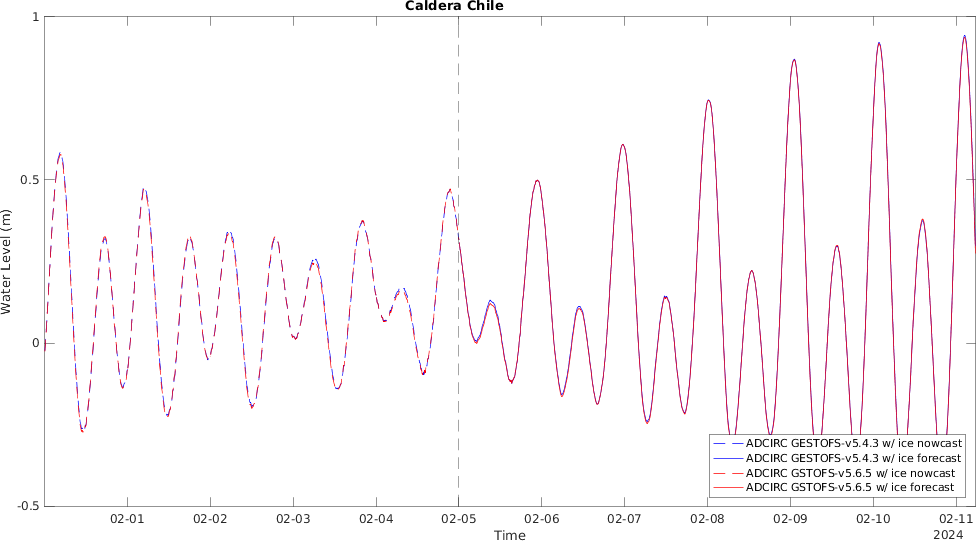 Caldera Chile
1
0.5
0
-0.5
Water Level (m)
ADCIRC GESTOFS-v5.4.3 w/ ice nowcast
ADCIRC GESTOFS-v5.4.3 w/ ice forecast
ADCIRC GSTOFS-v5.6.5 w/ ice nowcast
ADCIRC GSTOFS-v5.6.5 w/ ice forecast
02-01 02-02 02-03 02-04 02-05 02-06 02-07 02-08 02-09 02-10 02-11
Time
2024